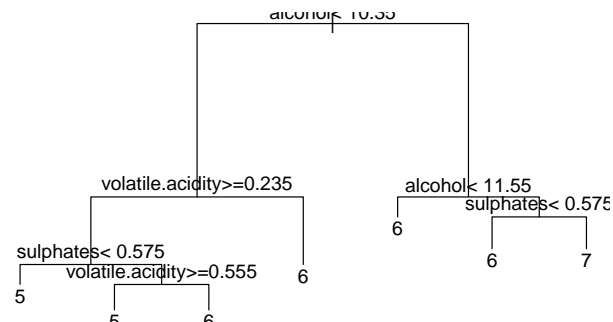 alcohol< 10.35
volatile.acidity>=0.235
alcohol< 11.55
sulphates< 0.575
6
sulphates< 0.575
volatile.acidity>=0.555
6
6
7
5
5
6